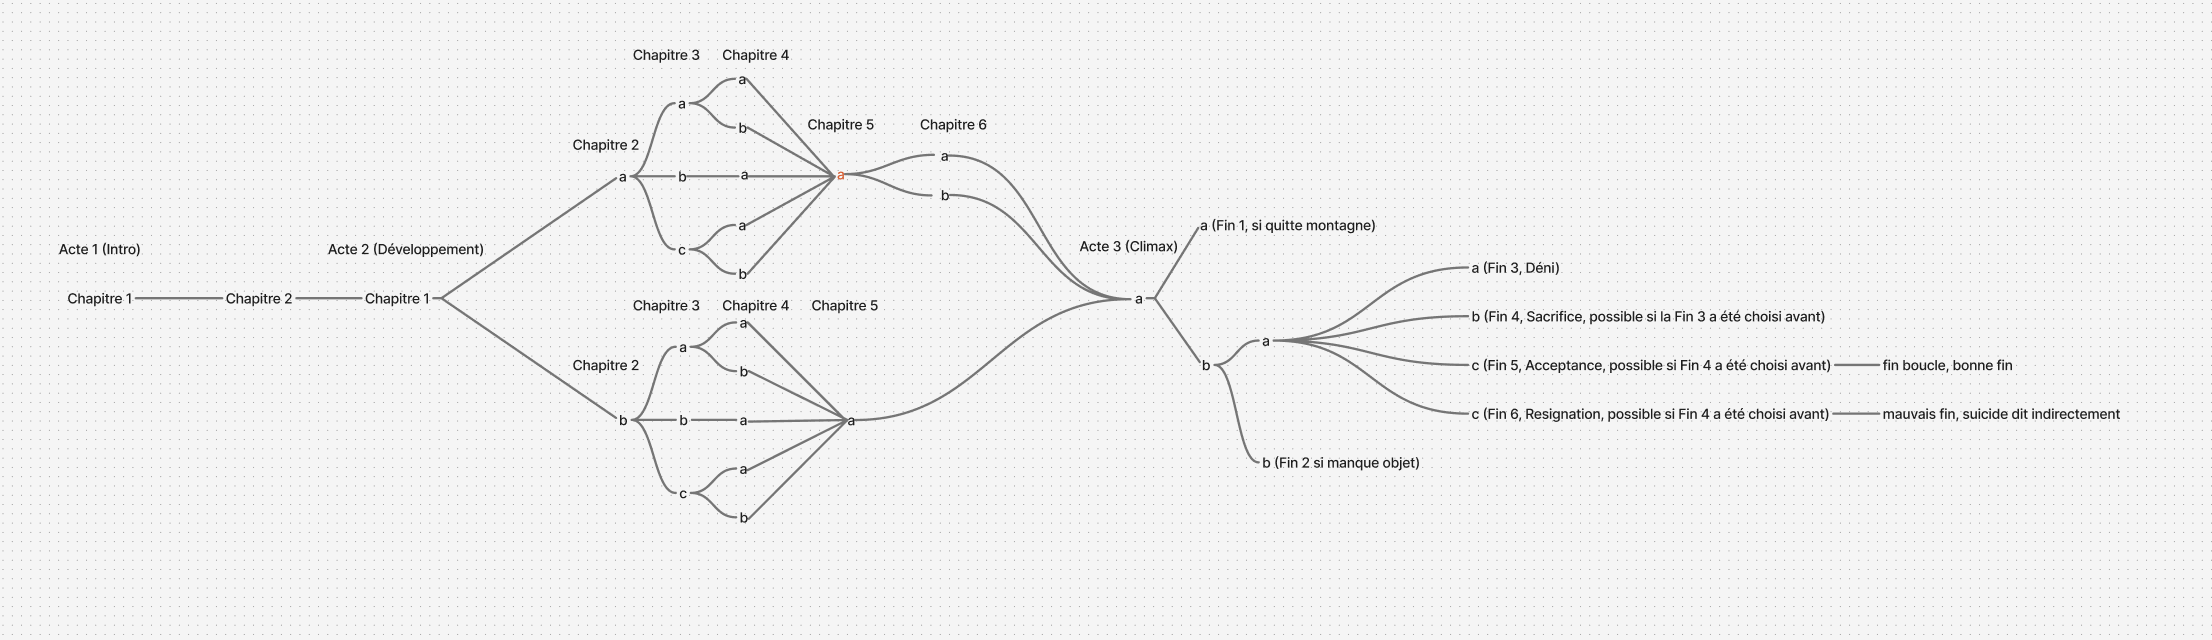 Chapitre 3
Chapitre 4
a
a
b
Chapitre 5
Chapitre 6
Chapitre 2
a
b
a
a
a
b
a
c
b
a (Fin 1, si quitte montagne)
Acte 1 (Intro)
Acte 2 (Développement)
Acte 3 (Climax)
a (Fin 3, Déni)
Chapitre 1
Chapitre 2
Chapitre 1
a
Chapitre 3
Chapitre 4
Chapitre 5
b (Fin 4, Sacrifice, possible si la Fin 3 a été choisi avant)
a
a
a
b
Chapitre 2
b
c (Fin 5, Acceptance, possible si Fin 4 a été choisi avant)
fin boucle, bonne fin
b
b
a
a
c (Fin 6, Resignation, possible si Fin 4 a été choisi avant)
mauvais fin, suicide dit indirectement
a
c
b
b (Fin 2 si manque objet)